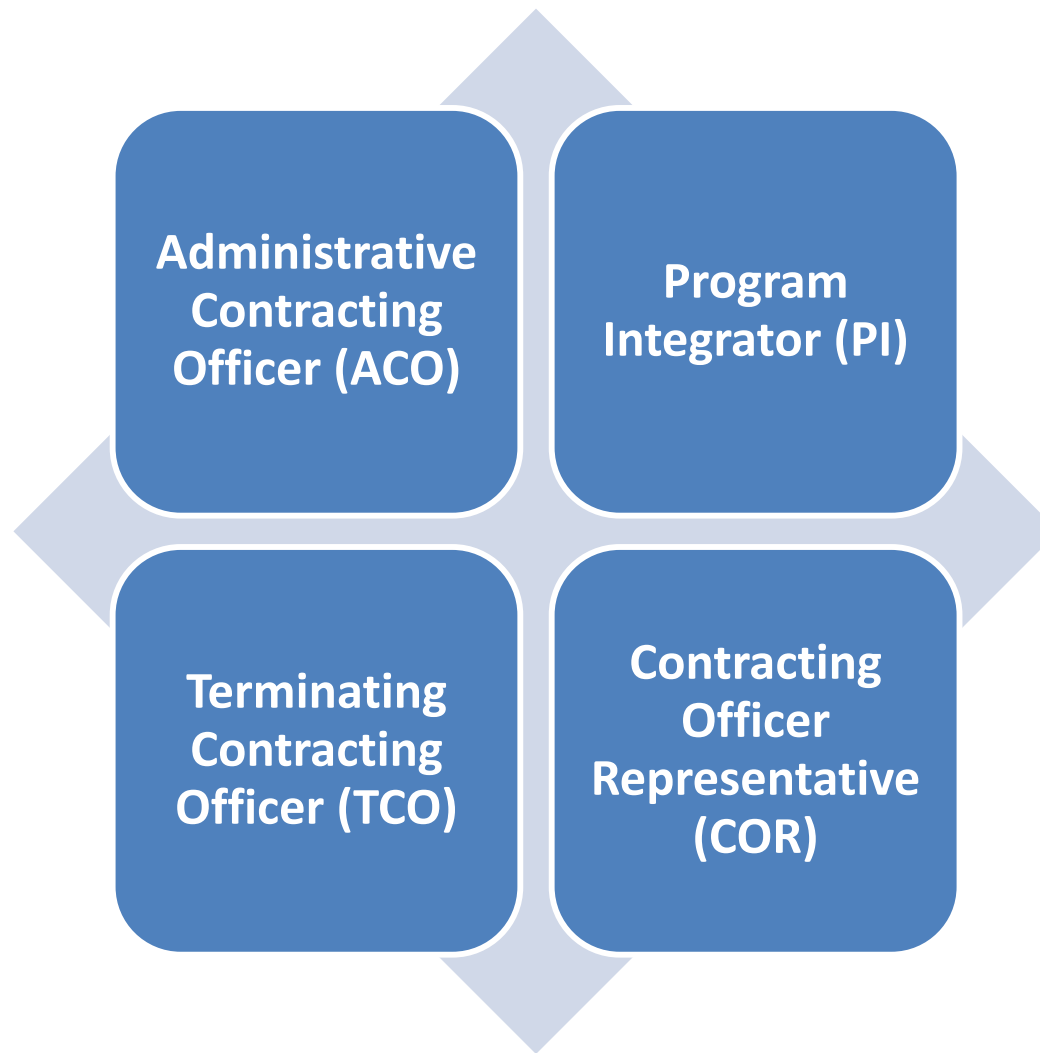 Administrative
Contracting
Officer (ACO)
Program
Integrator (PI)
Terminating
Contracting
Officer (TCO)
Contracting
Officer
Representative
(COR)